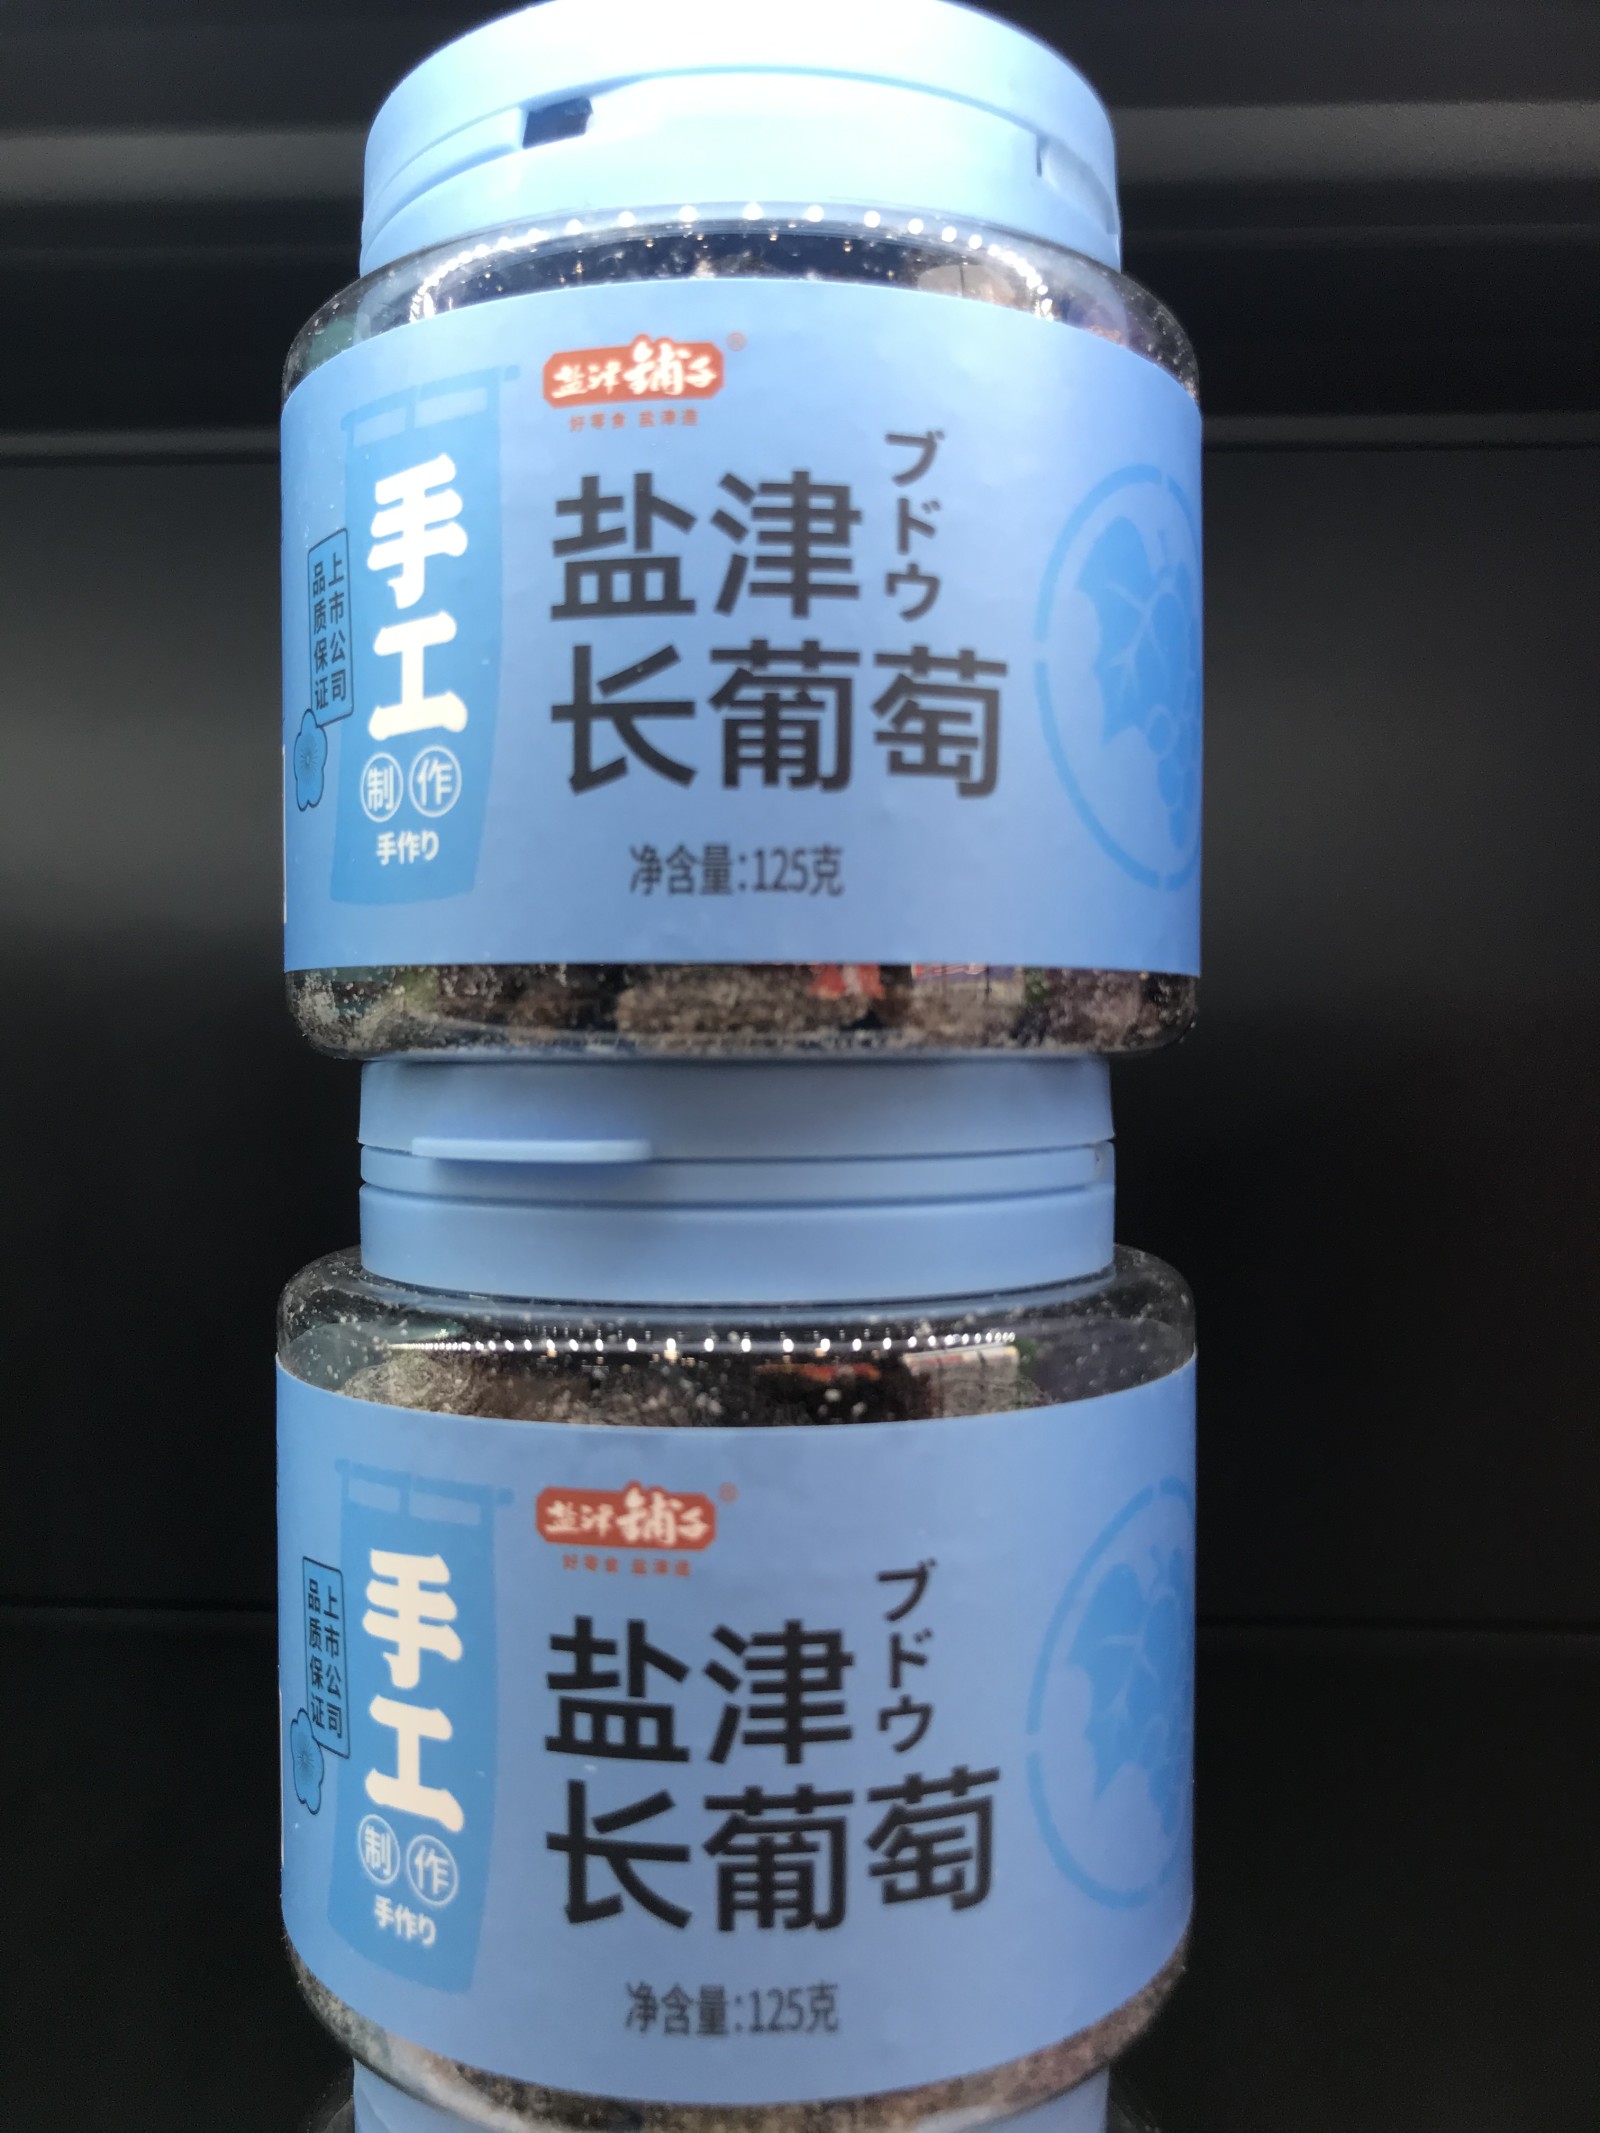 盐津铺子®
好零食 盐津造
手工
制作
手作り
上市公司
品质保证
盐津
ブドウ
长葡萄
净含量:125克
盐津铺子®
好零食 盐津造
手工
制作
手作り
上市公司
品质保证
盐津
ブドウ
长葡萄
净含量:125克